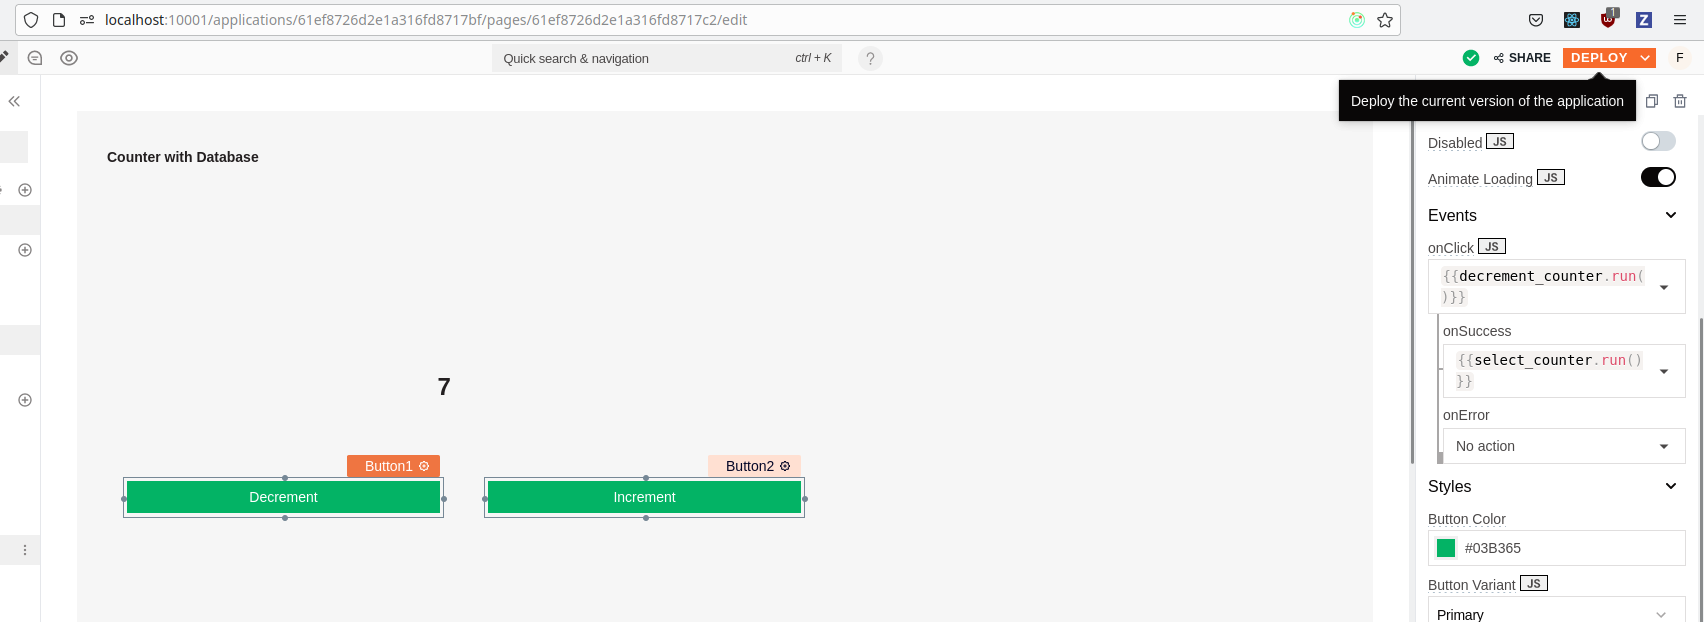 localhost:10001/applications/61ef8726d2e1a316fd8717bf/pages/61ef8726d2e1a316fd8717c2/edit
1
Z
Quick search & navigation ctrl + K
?
SHARE
DEPLOY
F
Deploy the current version of the application
Counter with Database
7
Button1
Decrement
Button2
Increment
Disabled JS
Animate Loading JS
Events
onClick JS
{{decrement_counter.run(
)}}
onSuccess
{{select_counter.run()
}}
onError
No action
Styles
Button Color
#03B365
Button Variant JS
Primary